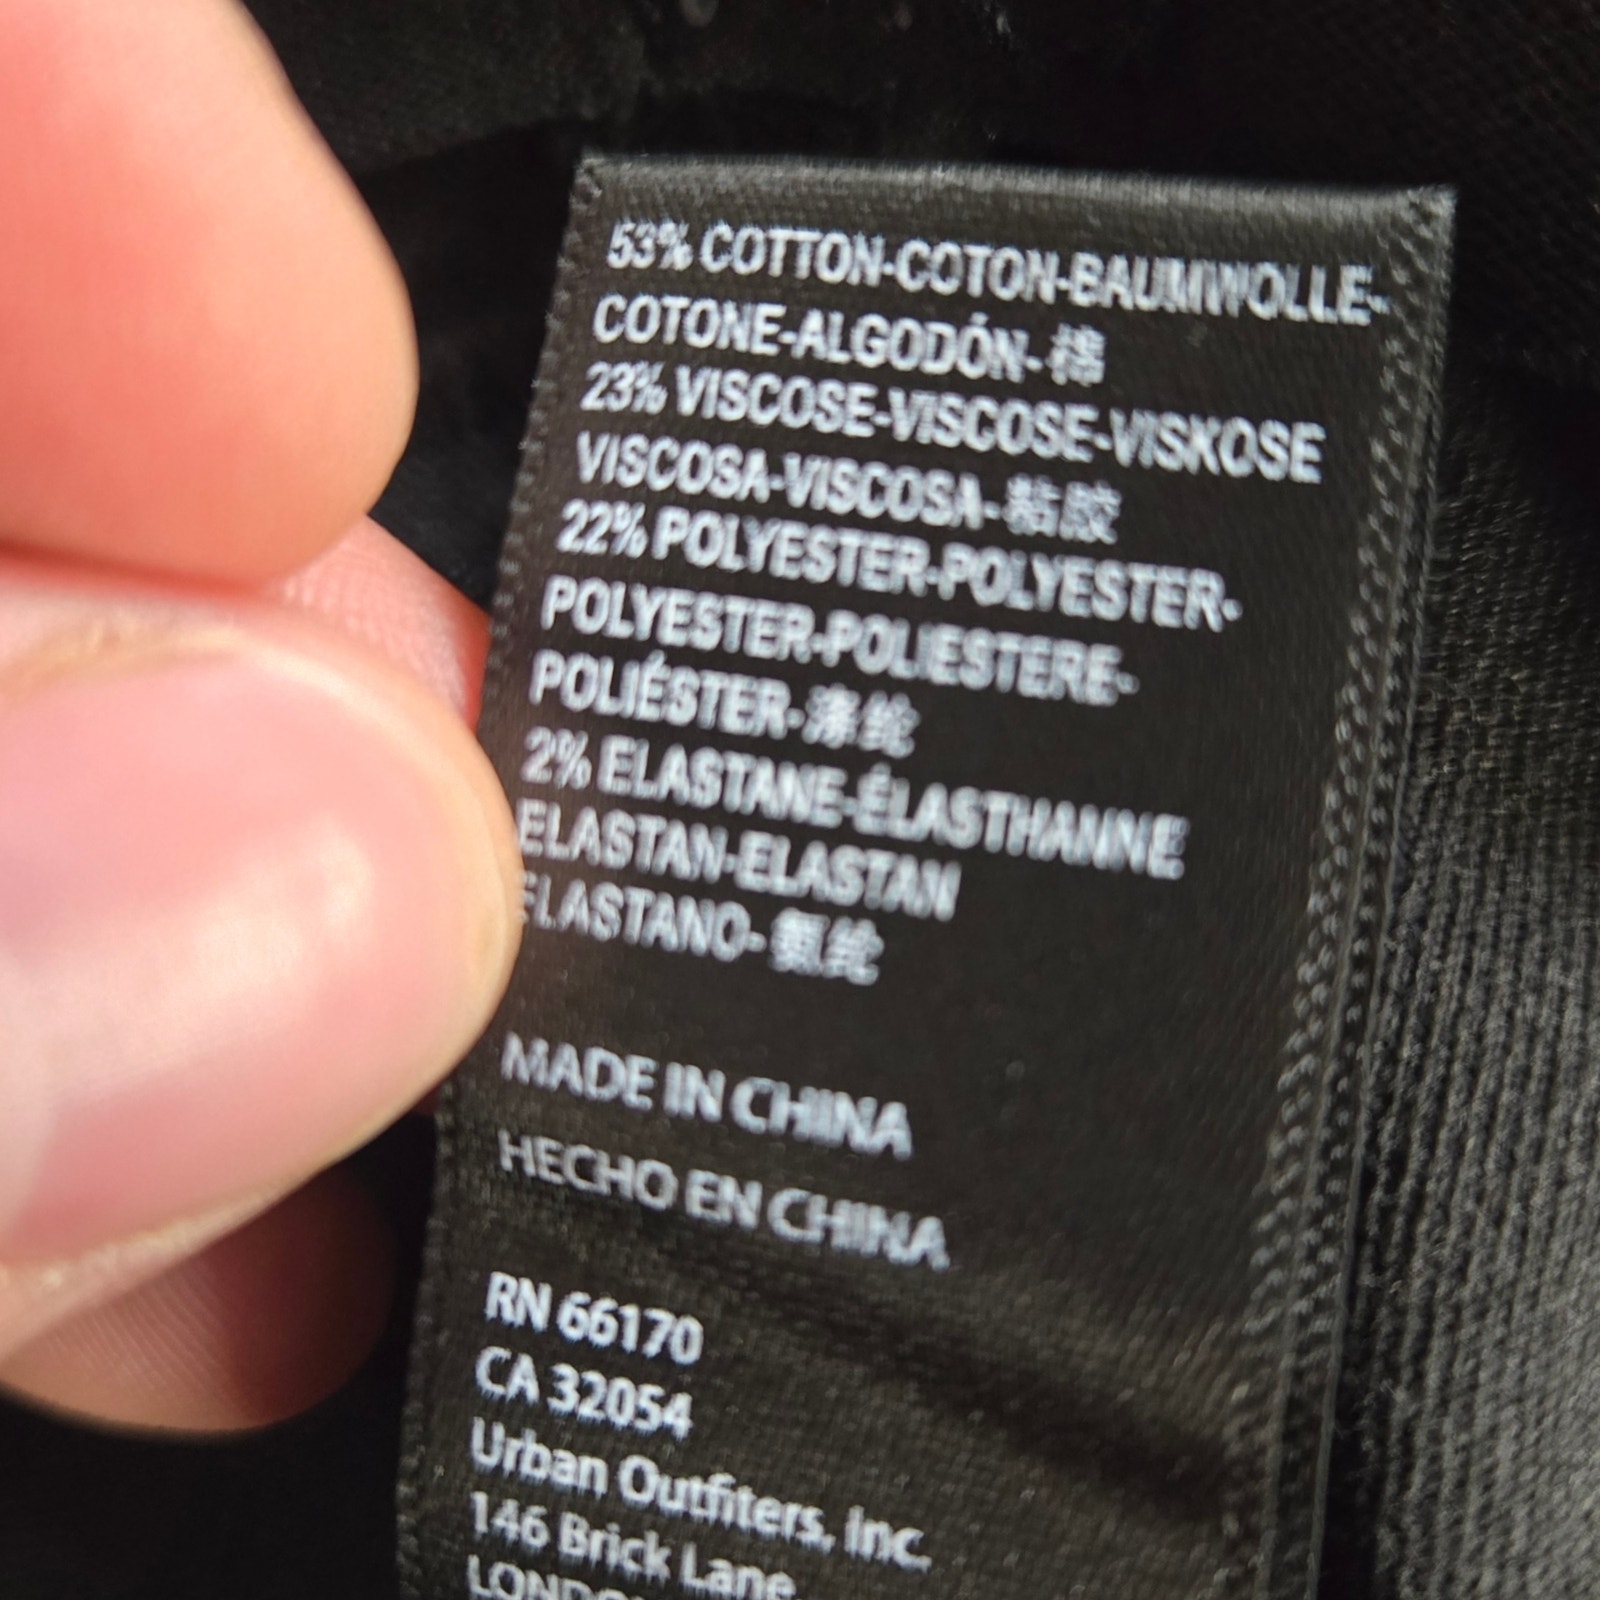 53% COTTON-COTON-BAUMWOLLE-
COTONE-ALGODÓN-棉
23% VISCOSE-VISCOSE-VISKOSE
VISCOSA-VISCOSA-粘胶
22% POLYESTER-POLYESTER-
POLYESTER-POLIESTERE-
POLIÉSTER-涤纶
2% ELASTANE-ÉLASTHANNE
ELASTAN-ELASTAN
ELASTANO-氨纶
MADE IN CHINA
HECHO EN CHINA
RN 66170
CA 32054
Urban Outfitters, Inc.
146 Brick Lane,